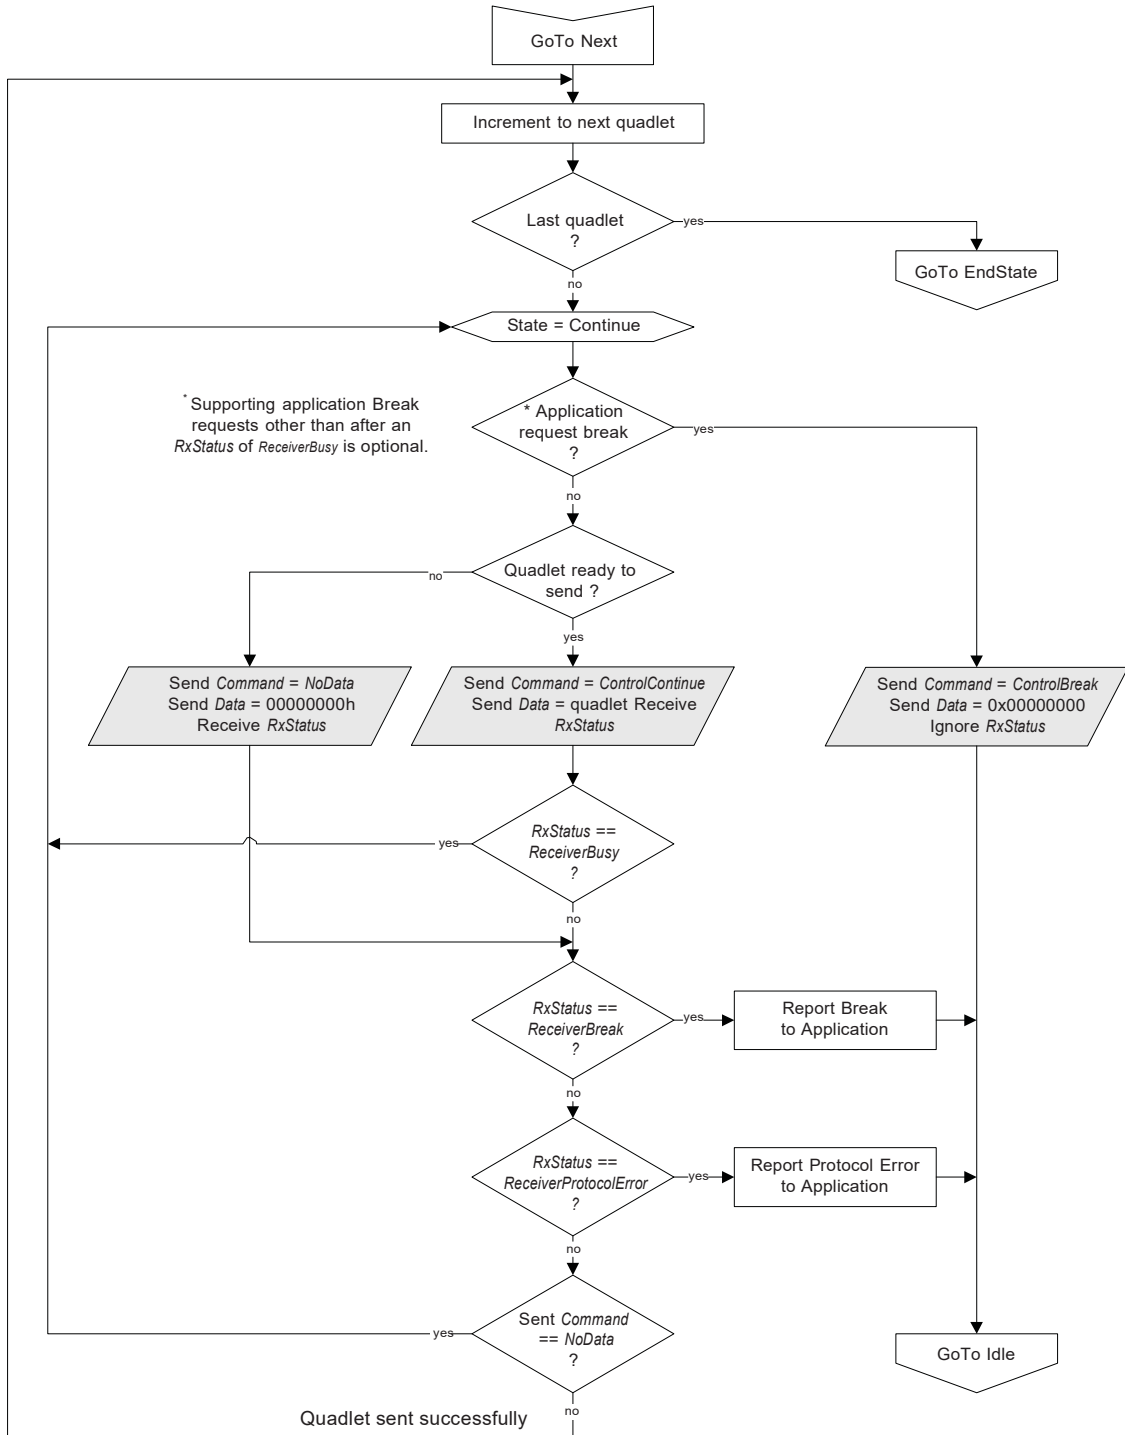 GoTo Next
Increment to next quadlet
Last quadlet
?
yes
GoTo EndState
no
State = Continue
* Supporting application Break
requests other than after an
RxStatus of ReceiverBusy is optional.
* Application
request break
?
yes
no
Quadlet ready to
send ?
no
yes
Send Command = NoData
Send Data = 00000000h
Receive RxStatus
Send Command = ControlContinue
Send Data = quadlet Receive
RxStatus
Send Command = ControlBreak
Send Data = 0x00000000
Ignore RxStatus
RxStatus ==
ReceiverBusy
?
yes
no
RxStatus ==
ReceiverBreak
?
yes
Report Break
to Application
no
RxStatus ==
ReceiverProtocolError
?
yes
Report Protocol Error
to Application
no
Sent Command
== NoData
?
yes
GoTo Idle
no
Quadlet sent successfully